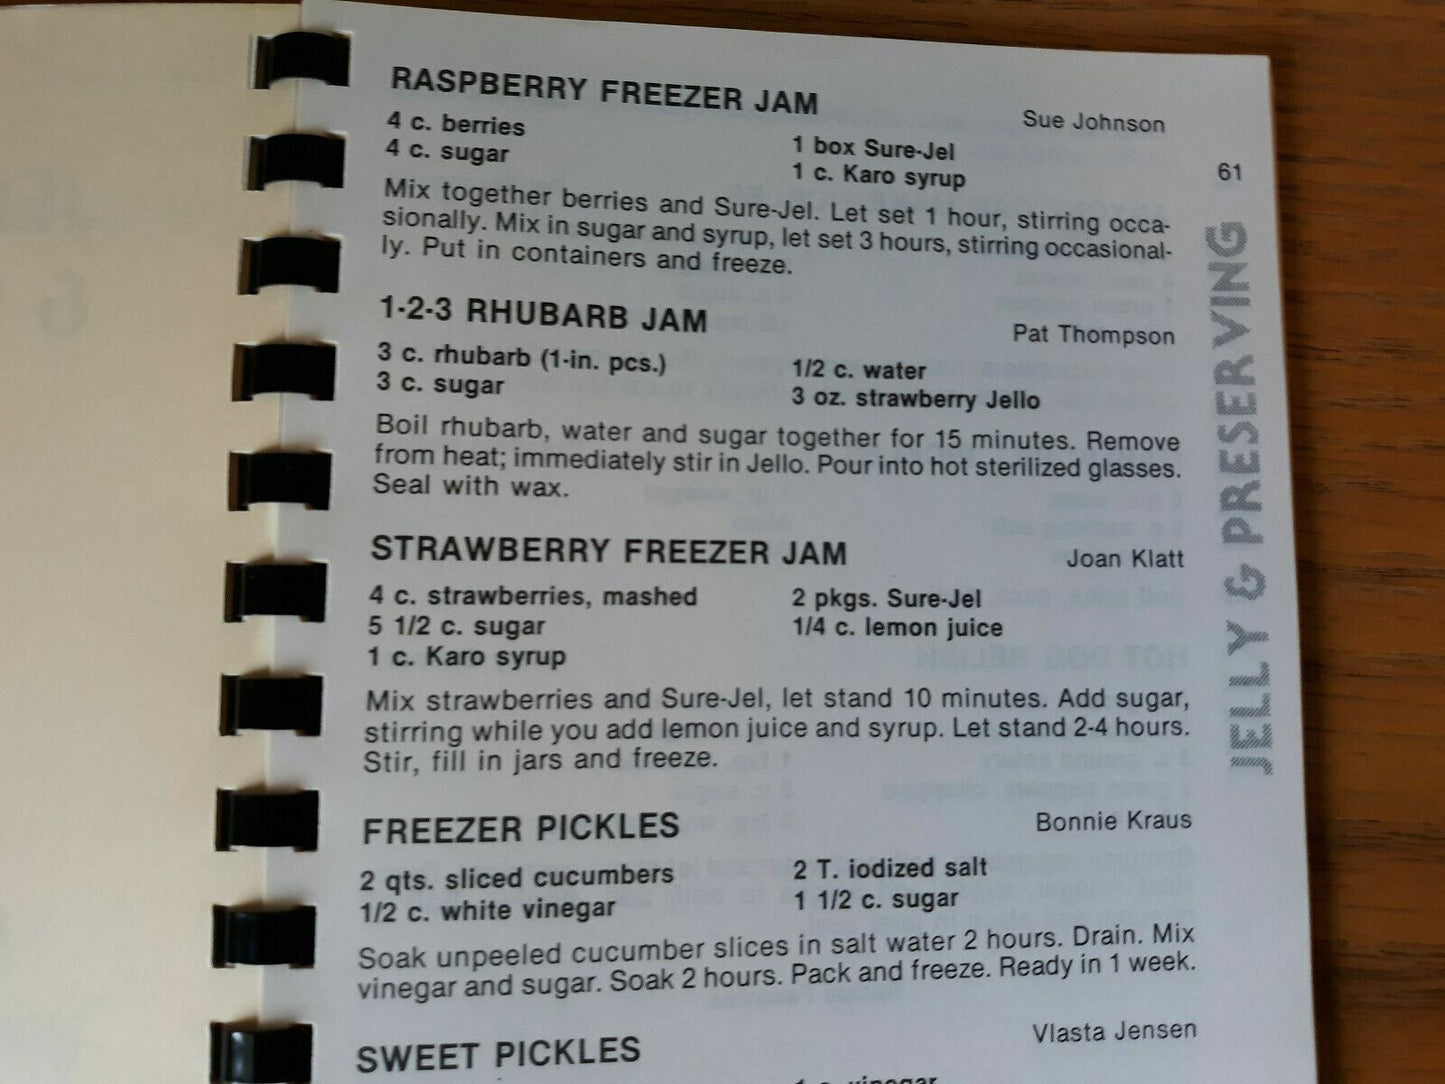 RASPBERRY FREEZER JAM
Sue Johnson
4 c. berries
4 c. sugar
1 box Sure-Jel
1 c. Karo syrup
Mix together berries and Sure-Jel. Let set 1 hour, stirring occa-
sionally. Mix in sugar and syrup, let set 3 hours, stirring occasional-
ly. Put in containers and freeze.
1-2-3 RHUBARB JAM
Pat Thompson
3 c. rhubarb (1-in. pcs.)
3 c. sugar
1/2 c. water
3 oz. strawberry Jello
Boil rhubarb, water and sugar together for 15 minutes. Remove
from heat; immediately stir in Jello. Pour into hot sterilized glasses.
Seal with wax.
STRAWBERRY FREEZER JAM
Joan Klatt
4 c. strawberries, mashed
5 1/2 c. sugar
1 c. Karo syrup
2 pkgs. Sure-Jel
1/4 c. lemon juice
Mix strawberries and Sure-Jel, let stand 10 minutes. Add sugar,
stirring while you add lemon juice and syrup. Let stand 2-4 hours.
Stir, fill in jars and freeze.
FREEZER PICKLES
Bonnie Kraus
2 qts. sliced cucumbers
1/2 c. white vinegar
2 T. iodized salt
1 1/2 c. sugar
Soak unpeeled cucumber slices in salt water 2 hours. Drain. Mix
vinegar and sugar. Soak 2 hours. Pack and freeze. Ready in 1 week.
SWEET PICKLES
Vlasta Jensen
vinegar
61
JELLY & PRESERVING